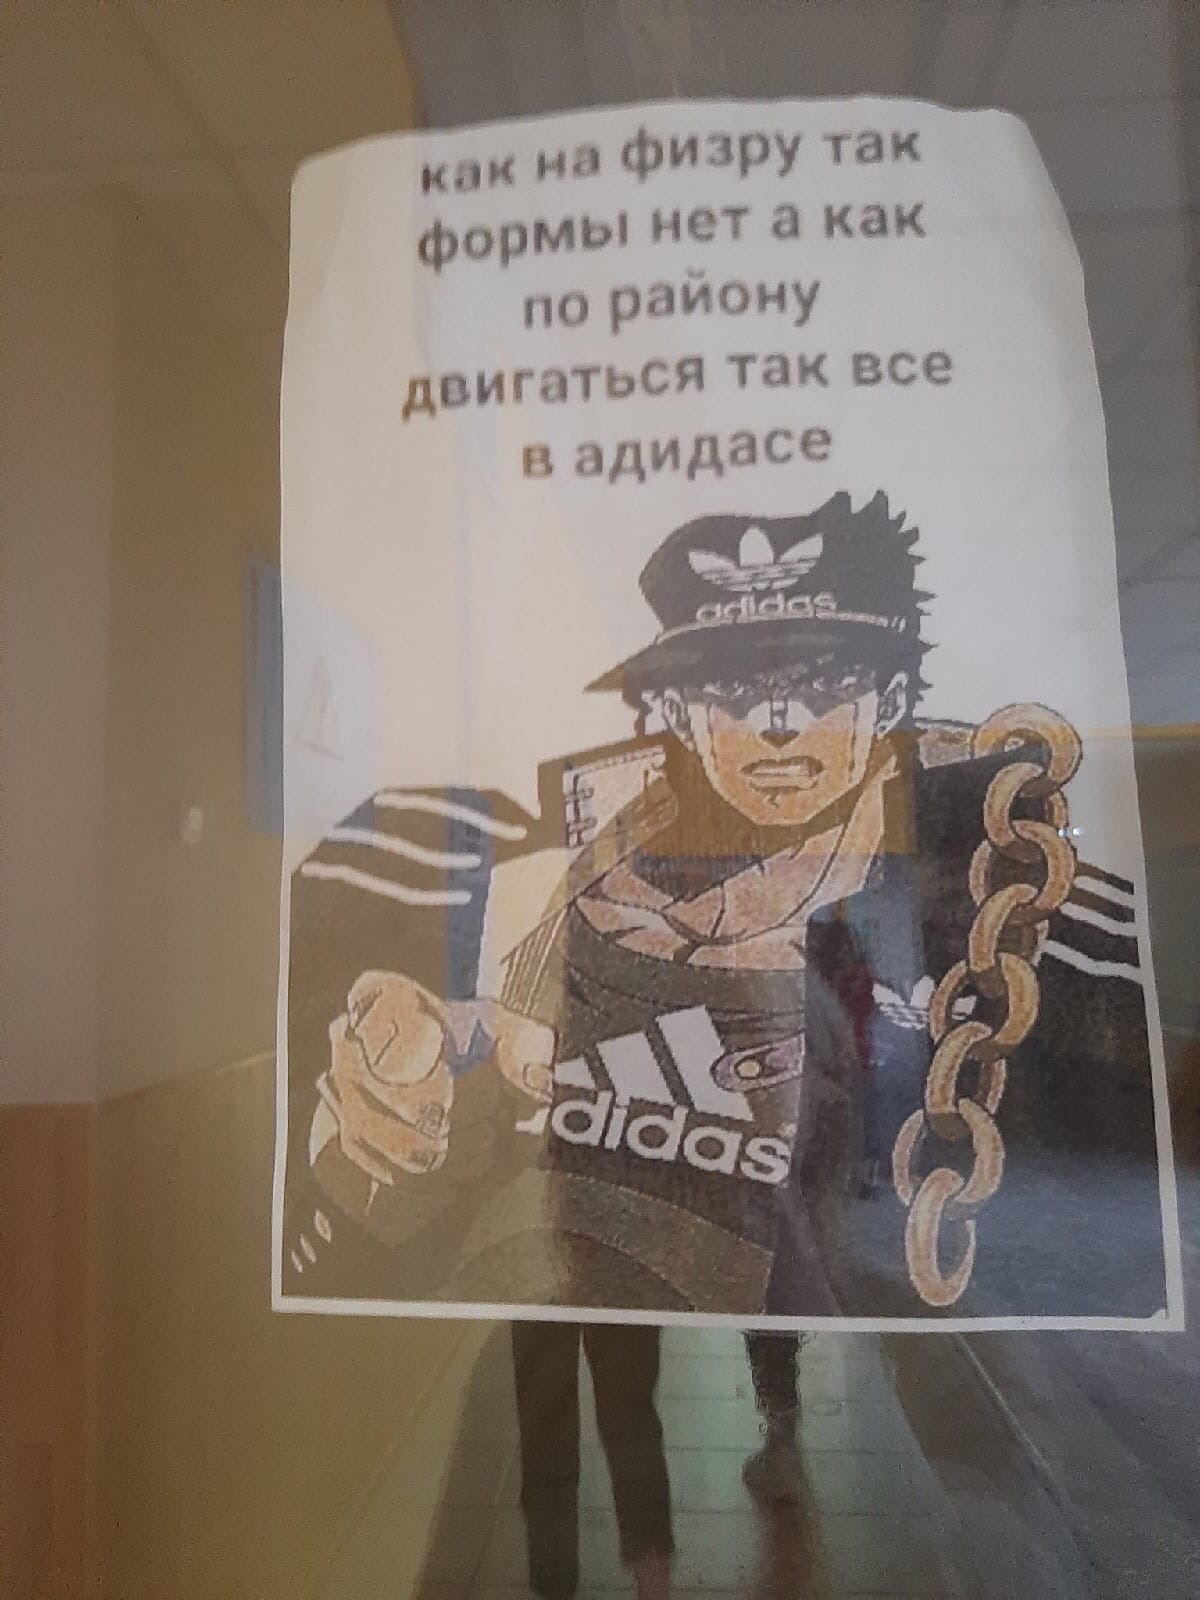 как на физру так
формы нет а как
по району
двигаться так все
в адидасе
adidas
adidas